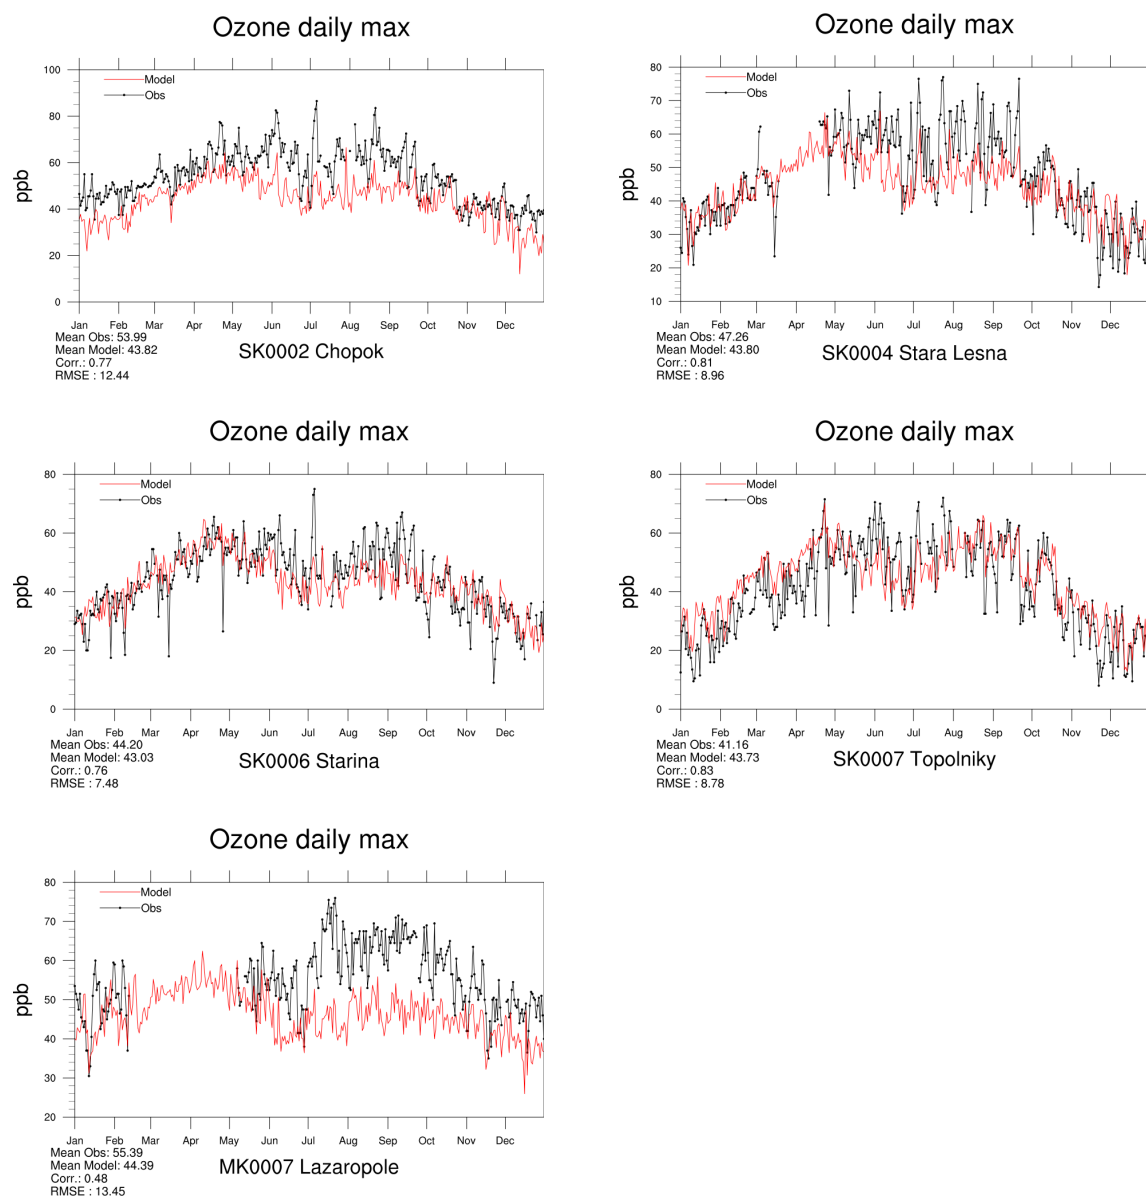 Ozone daily max
100
80
60
40
20
0
ppb
Model
Obs
Jan Feb Mar Apr May Jun Jul Aug Sep Oct Nov Dec
Mean Obs: 53.99
Mean Model: 43.82
Corr.: 0.77
RMSE : 12.44
SK0002 Chopok
Ozone daily max
80
70
60
50
40
30
20
10
ppb
Model
Obs
Jan Feb Mar Apr May Jun Jul Aug Sep Oct Nov Dec
Mean Obs: 47.26
Mean Model: 43.80
Corr.: 0.81
RMSE : 8.96
SK0004 Stara Lesna
Ozone daily max
80
60
40
20
0
ppb
Model
Obs
Jan Feb Mar Apr May Jun Jul Aug Sep Oct Nov Dec
Mean Obs: 44.20
Mean Model: 43.03
Corr.: 0.76
RMSE : 7.48
SK0006 Starina
Ozone daily max
80
60
40
20
0
ppb
Model
Obs
Jan Feb Mar Apr May Jun Jul Aug Sep Oct Nov Dec
Mean Obs: 41.16
Mean Model: 43.73
Corr.: 0.83
RMSE : 8.78
SK0007 Topolniky
Ozone daily max
80
70
60
50
40
30
20
ppb
Model
Obs
Jan Feb Mar Apr May Jun Jul Aug Sep Oct Nov Dec
Mean Obs: 55.39
Mean Model: 44.39
Corr.: 0.48
RMSE : 13.45
MK0007 Lazaropole